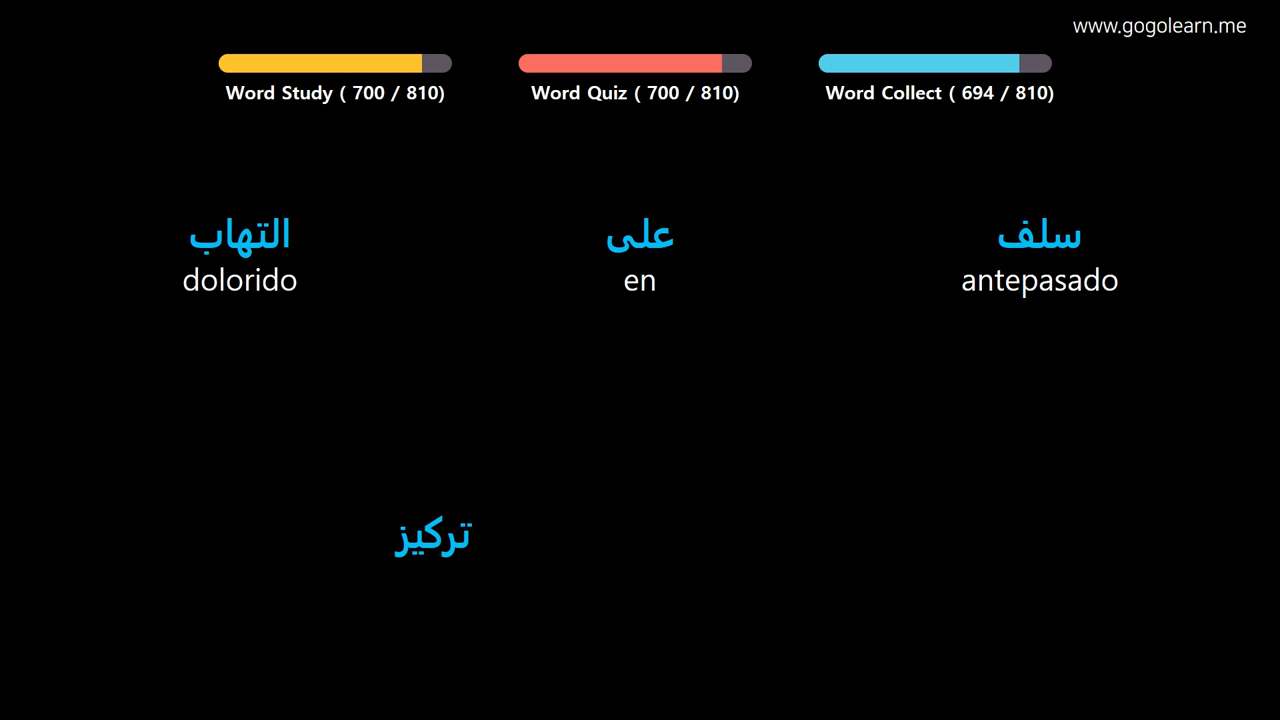 www.gogolearn.me
Word Study ( 700 / 810)
Word Quiz ( 700 / 810)
Word Collect ( 694 / 810)
التهاب
dolorido
على
en
سلف
antepasado
تركيز